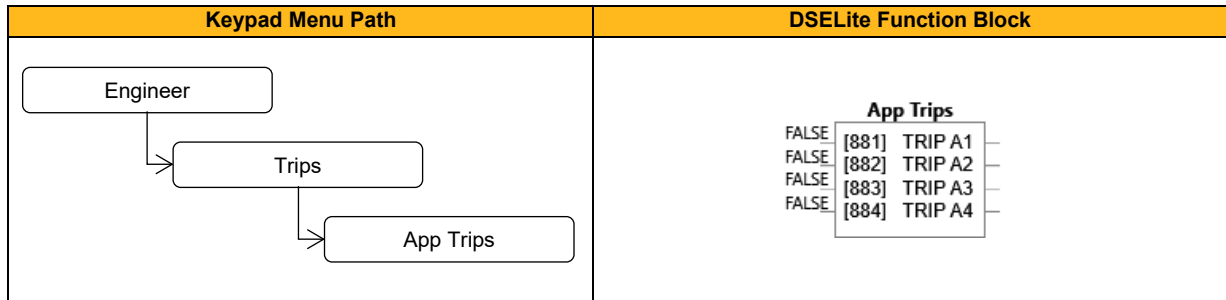 Keypad Menu Path
DSELite Function Block
Engineer
Trips
App Trips
App Trips
FALSE [881] TRIP A1
FALSE [882] TRIP A2
FALSE [883] TRIP A3
FALSE [884] TRIP A4